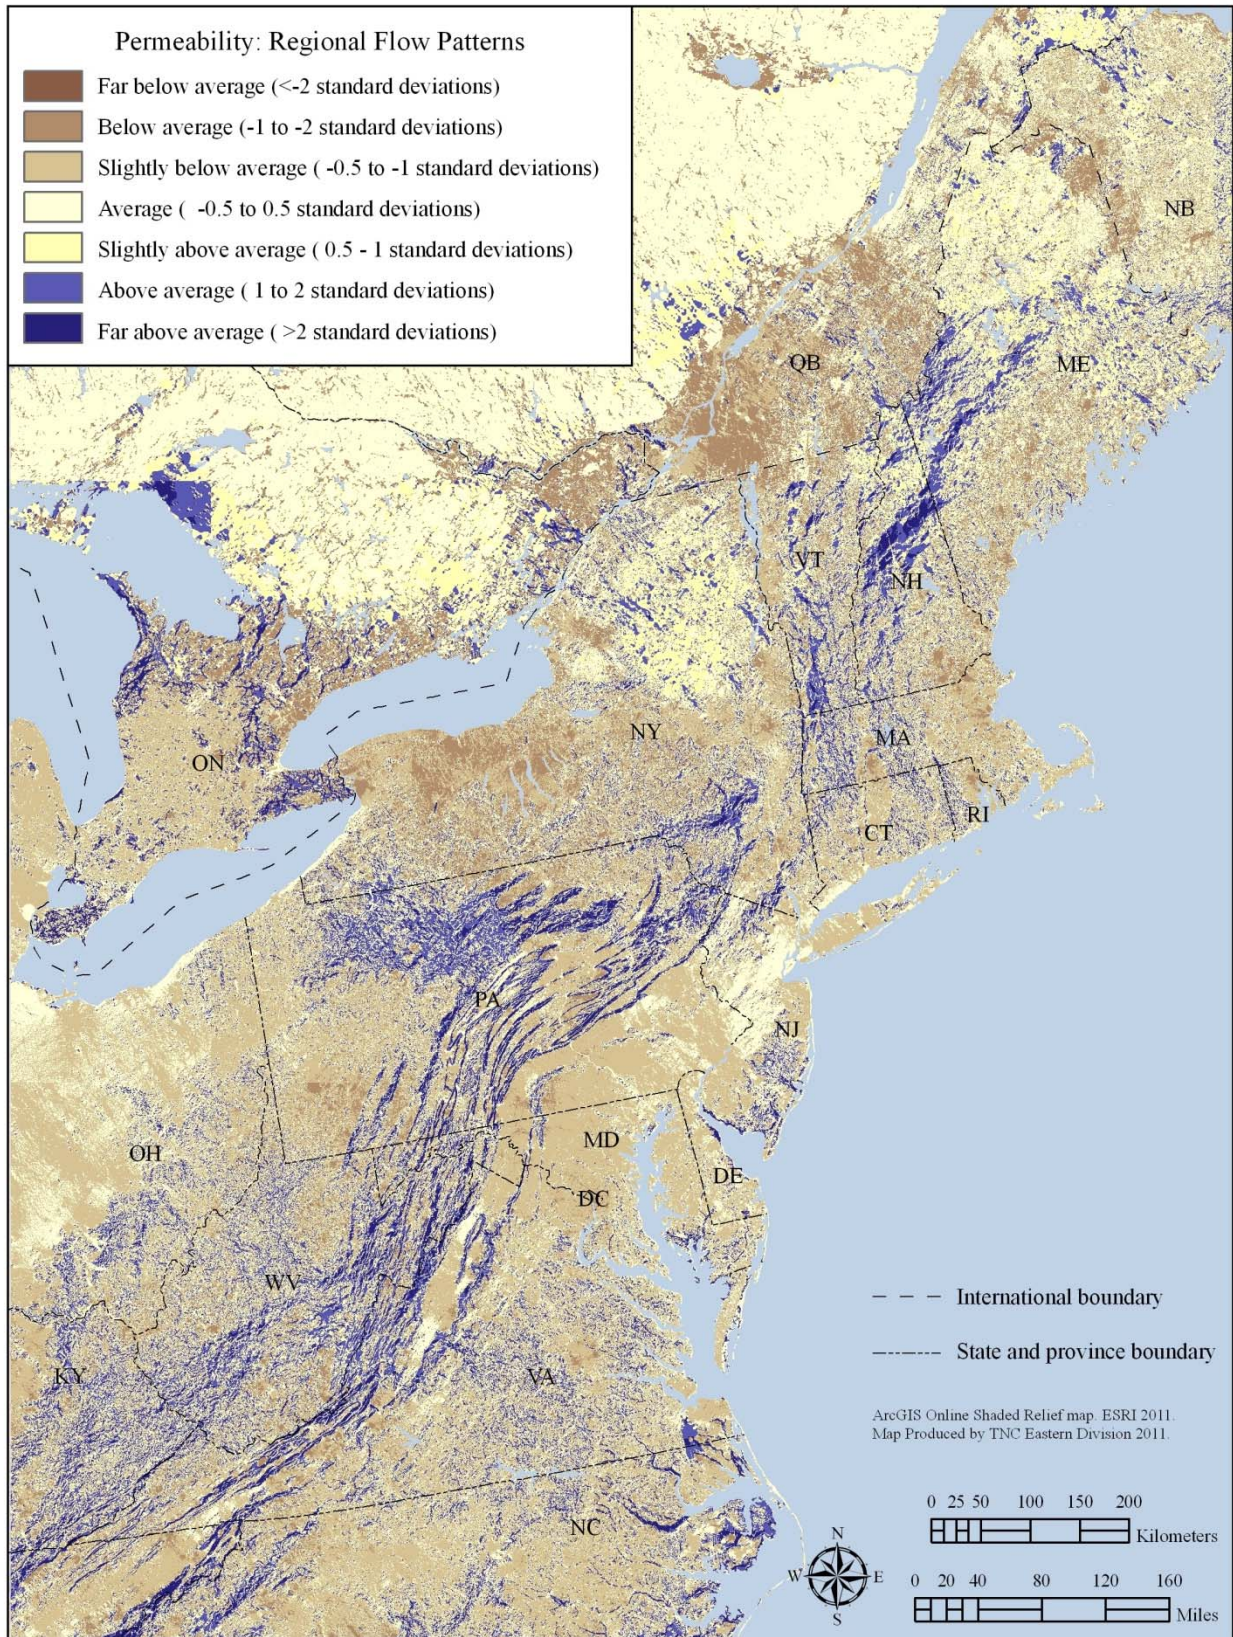 Permeability: Regional Flow Patterns
Far below average (<-2 standard deviations)
Below average (-1 to -2 standard deviations)
Slightly below average ( -0.5 to -1 standard deviations)
Average ( -0.5 to 0.5 standard deviations)
Slightly above average ( 0.5 - 1 standard deviations)
Above average ( 1 to 2 standard deviations)
Far above average ( >2 standard deviations)
NB
QB
ME
VT
NH
NY
MA
ON
CT
RI
PA
NJ
OH
MD
DE
DC
WV
KY
VA
NC
International boundary
State and province boundary
ArcGIS Online Shaded Relief map. ESRI 2011.
Map Produced by TNC Eastern Division 2011.
0 25 50 100 150 200
Kilometers
N
W E
S
0 20 40 80 120 160
Miles